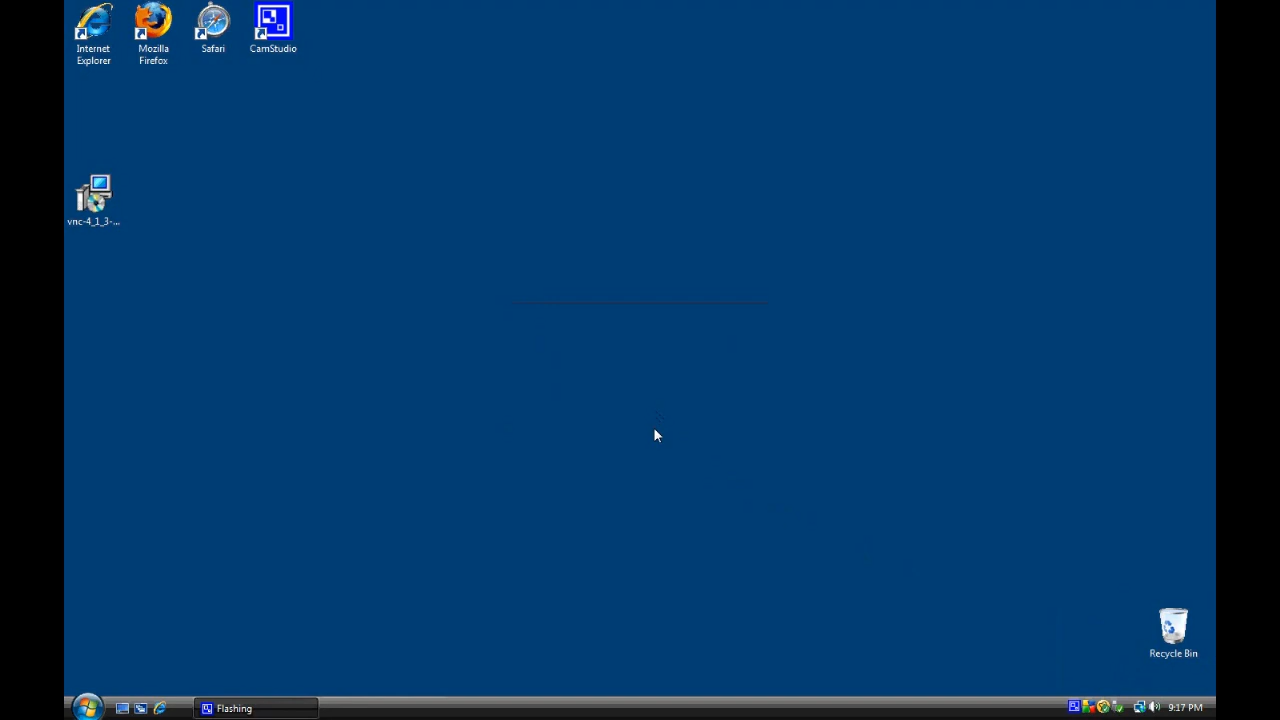 Internet
Explorer
Mozilla
Firefox
Safari
CamStudio
vnc-4_1_3-...
Recycle Bin
Flashing
9:17 PM